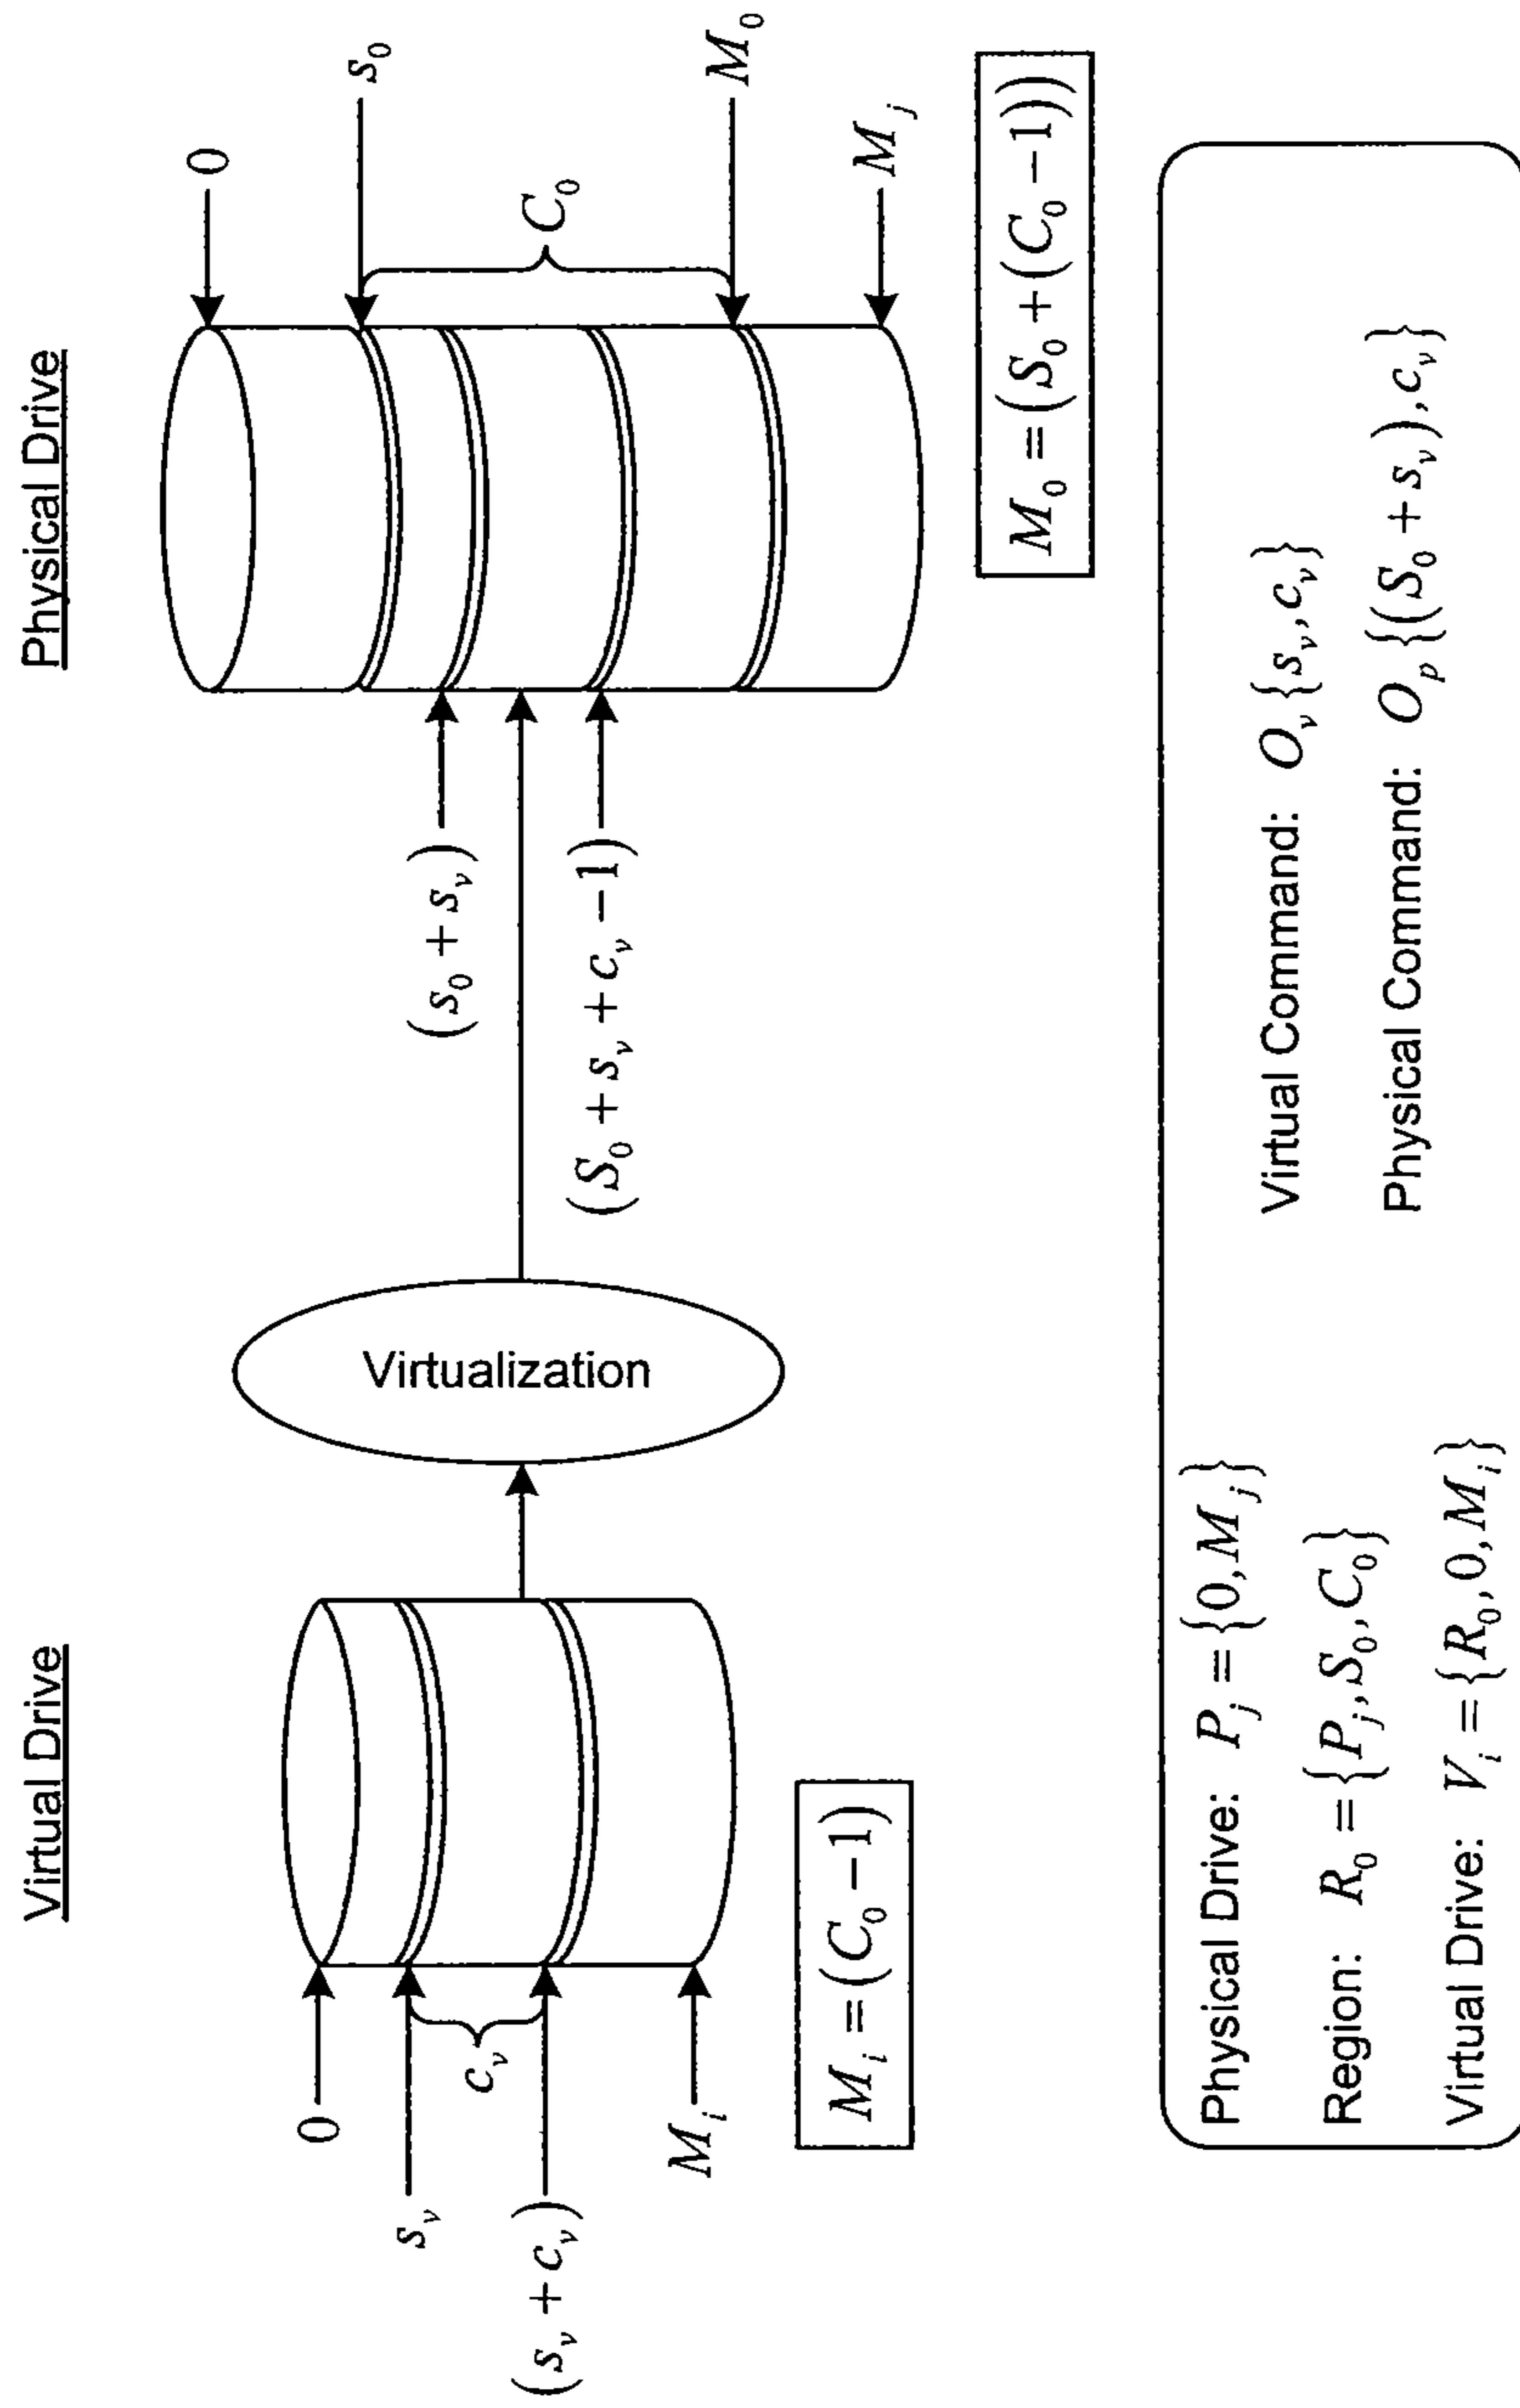 Virtual Drive
Physical Drive
0
s_v
c_v
(s_v + c_v)
M_i
M_i = (C_0 − 1)
Virtualization
(s_0 + s_v)
(S_0 + s_v + c_v − 1)
0
s_0
C_0
M_0
M_j
M_0 = (S_0 + (C_0 − 1))
Physical Drive: P_j = {0, M_j}
Region: R_0 = {P_j, S_0, C_0}
Virtual Drive: V_i = {R_0, 0, M_i}
Virtual Command: O_v {s_v, c_v}
Physical Command: O_p {(S_0 + s_v), c_v}